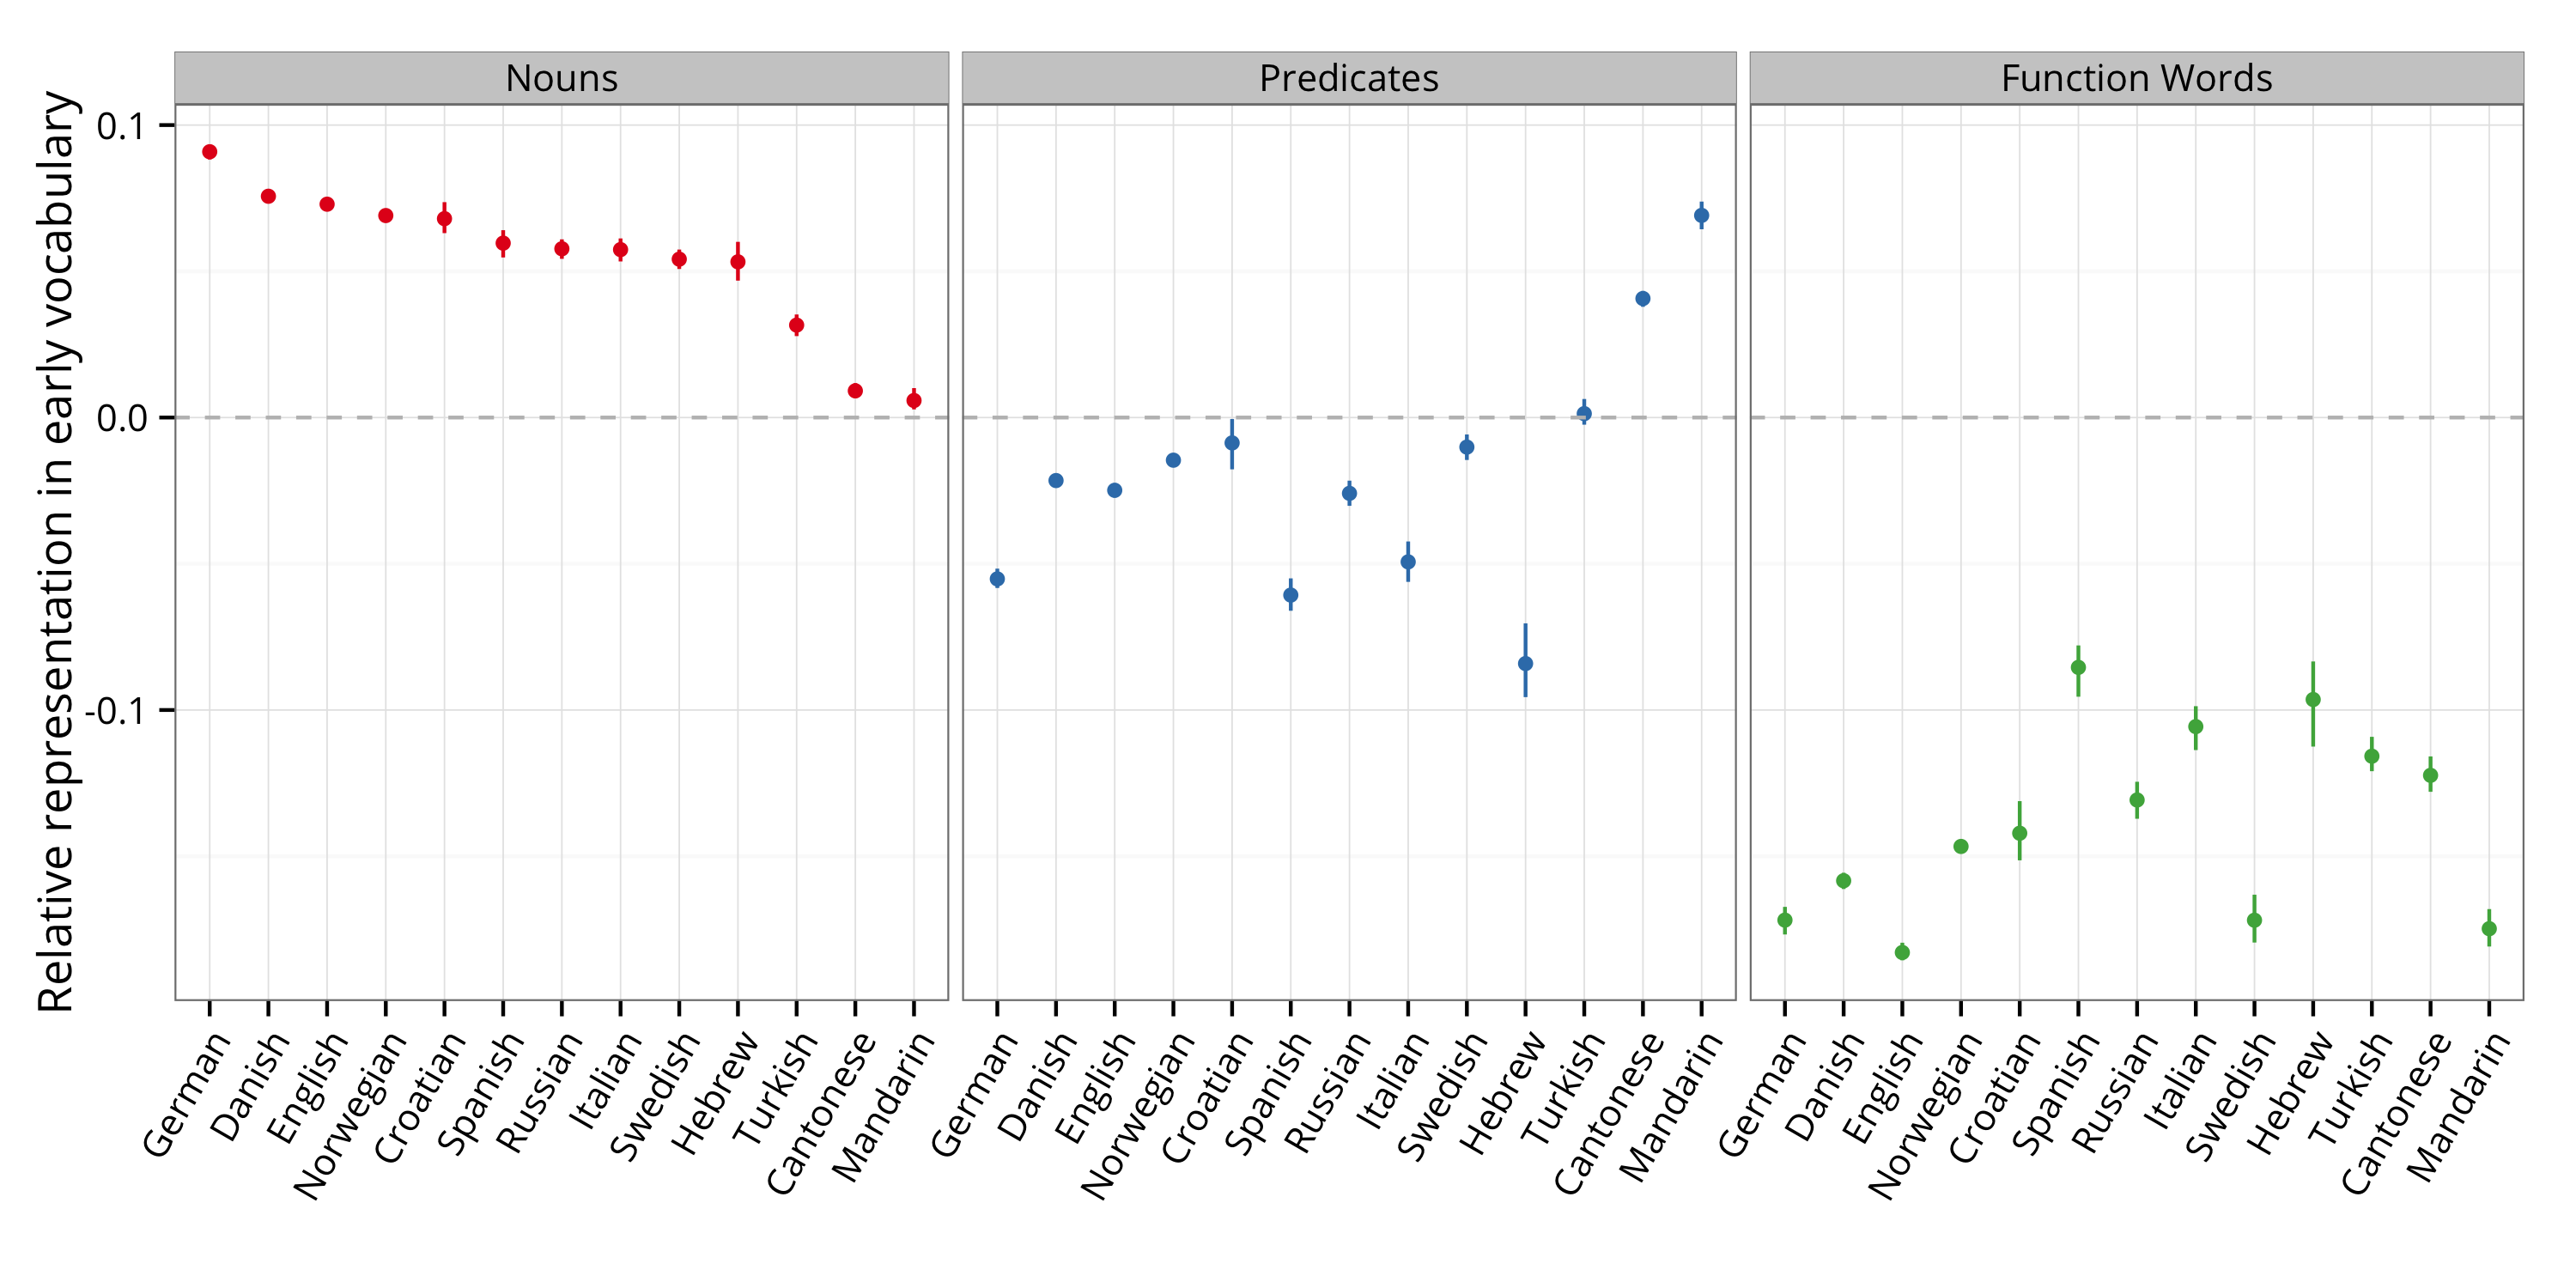 Nouns
Predicates
Function Words
Relative representation in early vocabulary
0.1
0.0
-0.1
German
Danish
English
Norwegian
Croatian
Spanish
Russian
Italian
Swedish
Hebrew
Turkish
Cantonese
Mandarin
German
Danish
English
Norwegian
Croatian
Spanish
Russian
Italian
Swedish
Hebrew
Turkish
Cantonese
Mandarin
German
Danish
English
Norwegian
Croatian
Spanish
Russian
Italian
Swedish
Hebrew
Turkish
Cantonese
Mandarin